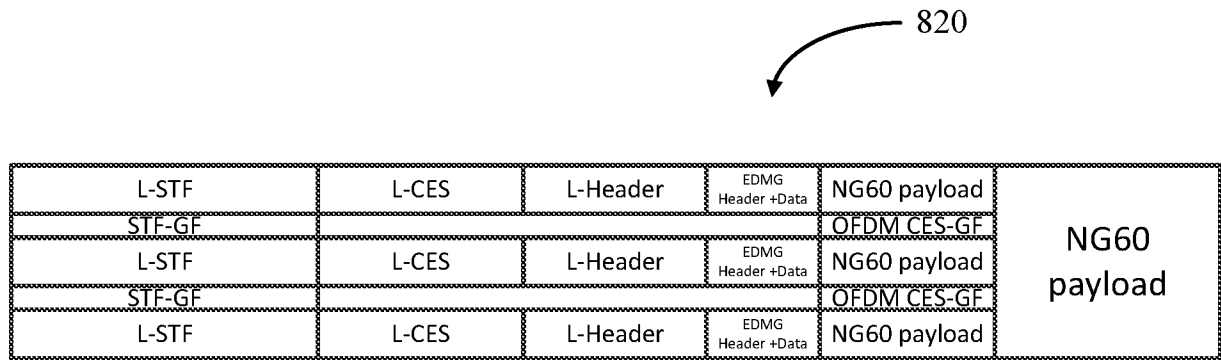 820
L-STF L-CES L-Header EDMG Header +Data NG60 payload
STF-GF OFDM CES-GF
L-STF L-CES L-Header EDMG Header +Data NG60 payload
STF-GF OFDM CES-GF
L-STF L-CES L-Header EDMG Header +Data NG60 payload
NG60
payload